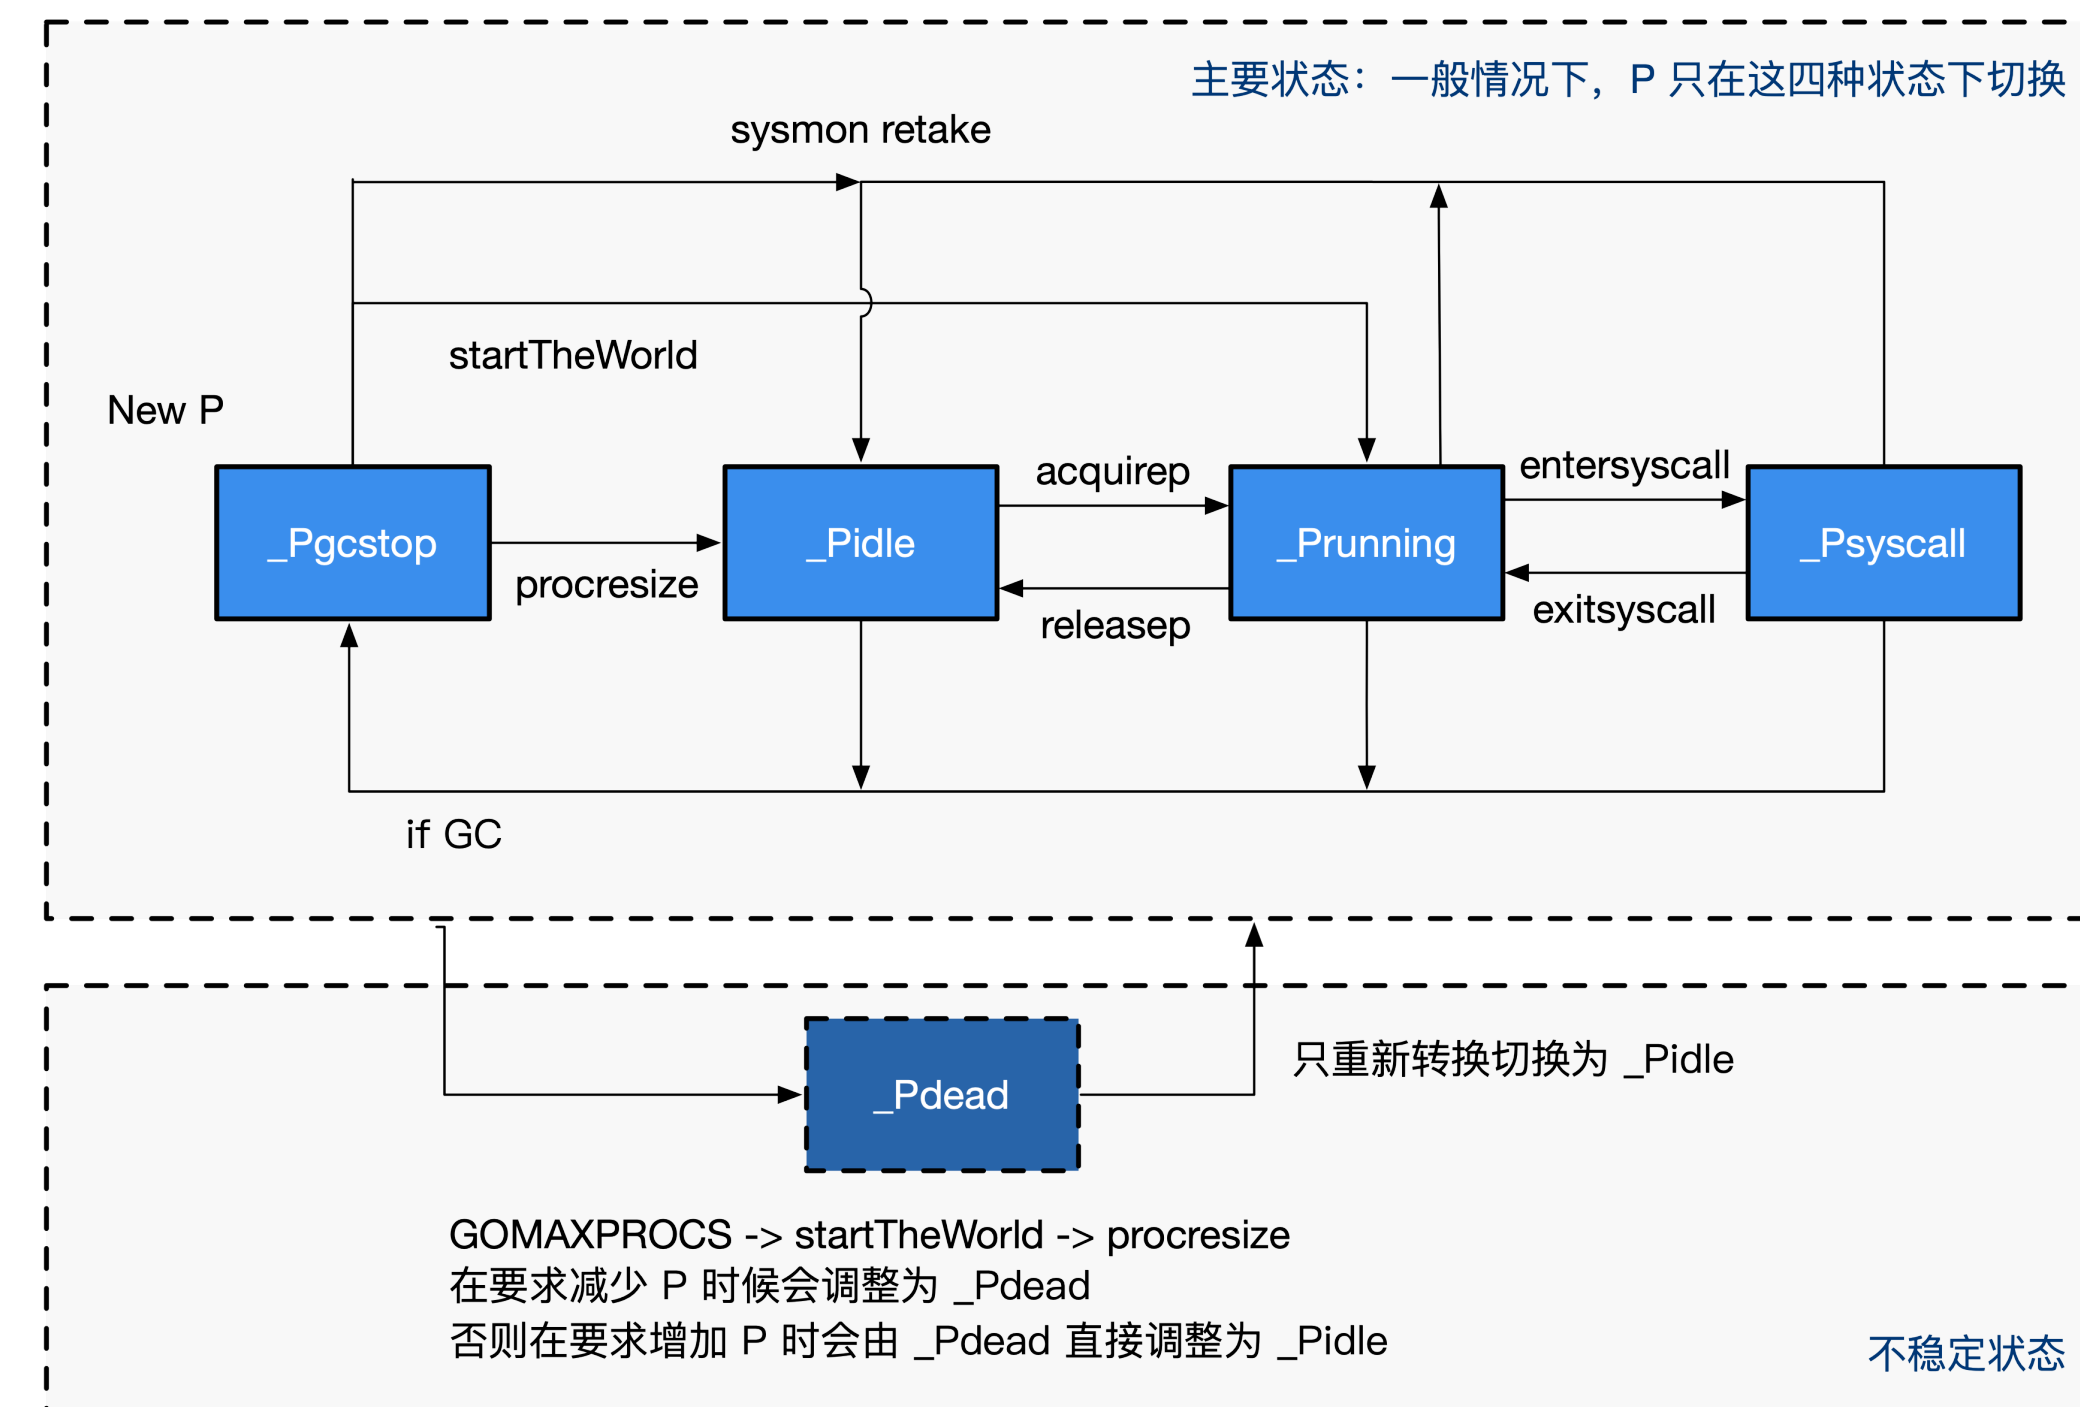 主要状态：一般情况下，P 只在这四种状态下切换
sysmon retake
startTheWorld
New P
_Pgcstop
procresize
_Pidle
acquirep
releasep
_Prunning
entersyscall
exitsyscall
_Psyscall
if GC
_Pdead
只重新转换切换为 _Pidle
GOMAXPROCS -> startTheWorld -> procresize
在要求减少 P 时候会调整为 _Pdead
否则在要求增加 P 时会由 _Pdead 直接调整为 _Pidle
不稳定状态